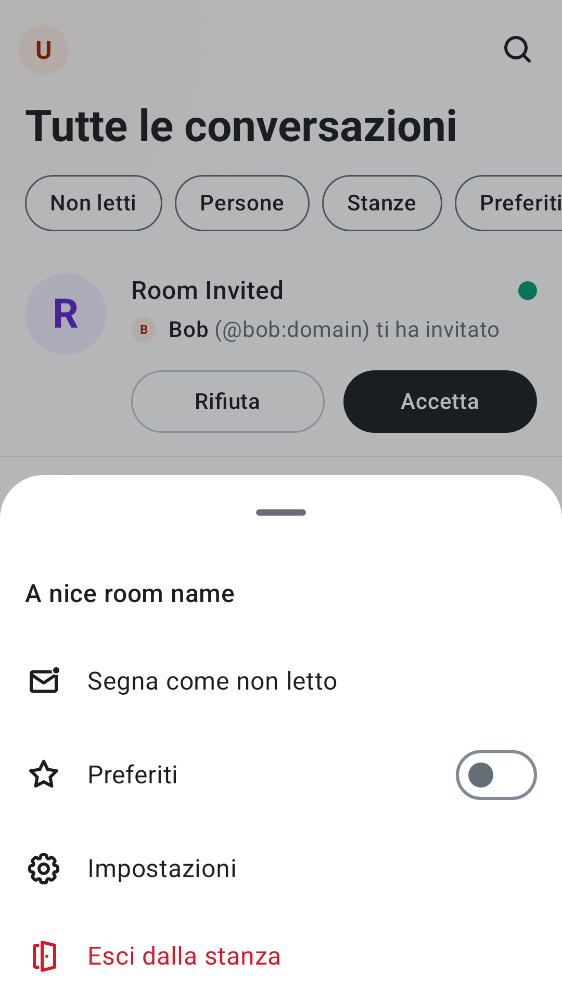 U
Tutte le conversazioni
Non letti Persone Stanze Preferiti
R
Room Invited
B Bob (@bob:domain) ti ha invitato
Rifiuta Accetta
A nice room name
Segna come non letto
Preferiti
Impostazioni
Esci dalla stanza